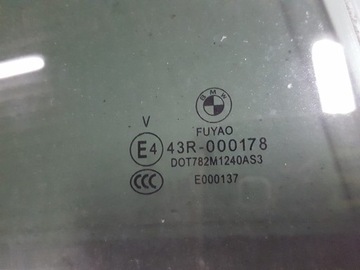 BMW
FUYAO
V
E4 43R-000178
DOT782M1240AS3
CCC E000137